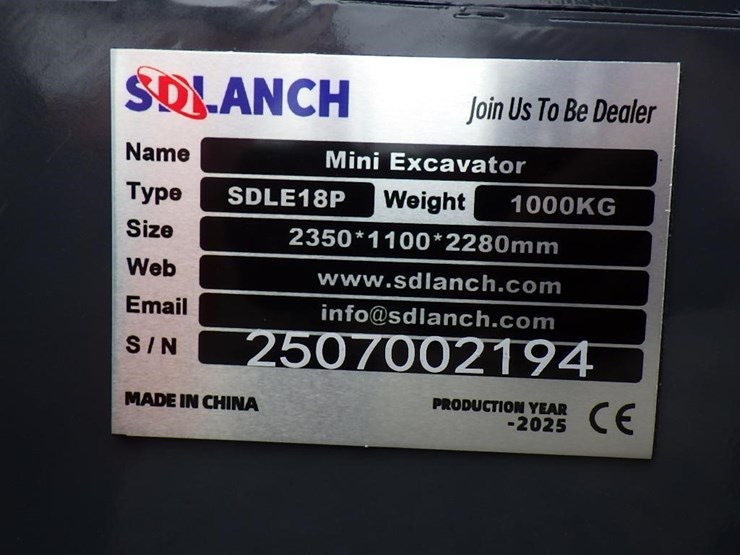 SDLANCH
Join Us To Be Dealer
Name Mini Excavator
Type SDLE18P Weight 1000KG
Size 2350*1100*2280mm
Web www.sdlanch.com
Email info@sdlanch.com
S/N 2507002194
MADE IN CHINA
PRODUCTION YEAR
-2025
CE